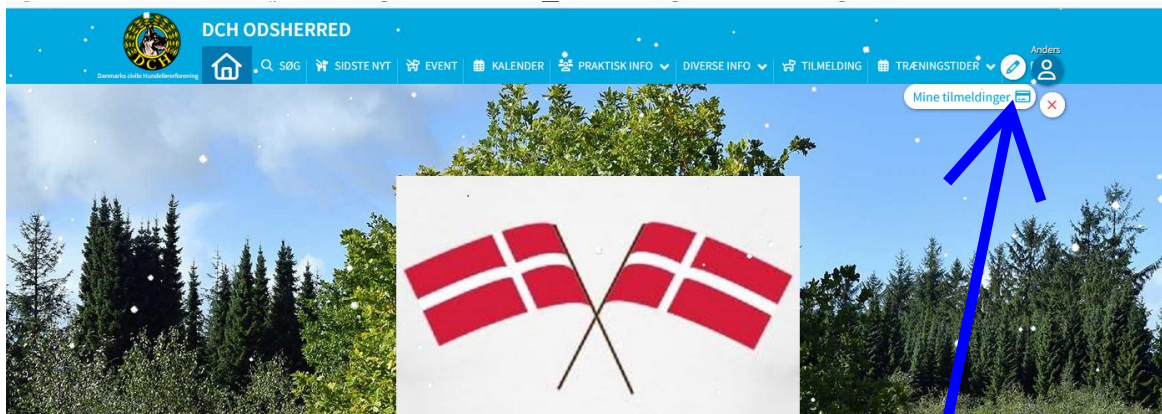 DCH ODSHERRED
DCH
Danmarks civile Hundeførerforening
SØG SIDSTE NYT EVENT KALENDER PRAKTISK INFO DIVERSE INFO TILMELDING TRÆNINGSTIDER
Anders
Mine tilmeldinger